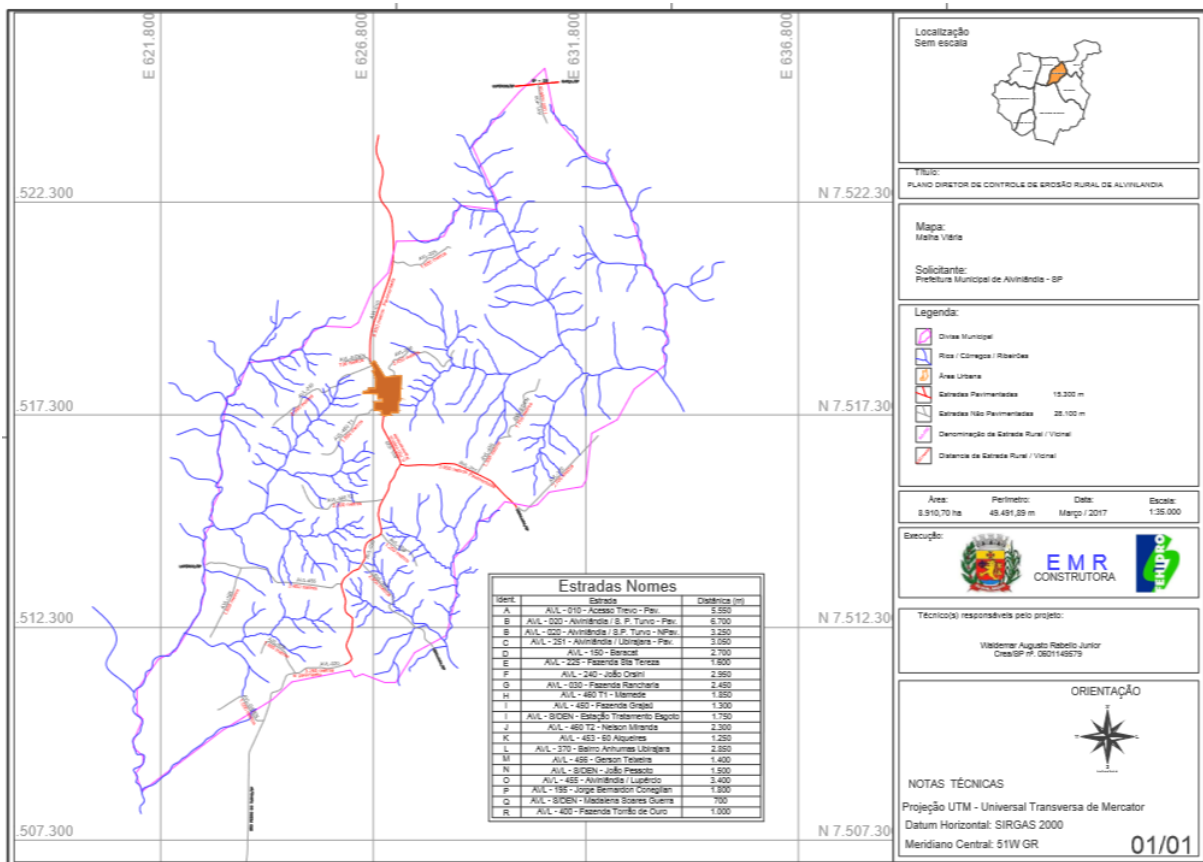 E 621.800
E 626.800
E 631.800
E 636.800
.522.300
N 7.522.30
.517.300
N 7.517.30
.512.300
N 7.512.30
.507.300
N 7.507.30
Estradas Nomes
Ident. Estrada Distância (m)
A AVL - 010 - Acesso Trevo - Pav. 5.550
B AVL - 020 - Alvinlândia / S. P. Turvo - Pav. 6.700
B AVL - 020 - Alvinlândia / S.P. Turvo - NPav. 3.250
C AVL - 251 - Alvinlândia / Ubirajara - Pav. 3.050
D AVL - 150 - Baracat 2.700
E AVL - 225 - Fazenda Sta Tereza 1.600
F AVL - 240 - João Orsini 2.950
G AVL - 030 - Fazenda Rancharia 2.450
H AVL - 460 T1 - Mamede 1.850
I AVL - 450 - Fazenda Grajaú 1.300
I AVL - S/DEN - Estação Tratamento Esgoto 1.750
J AVL - 460 T2 - Nelson Miranda 2.300
K AVL - 453 - 60 Alqueires 1.250
L AVL - 370 - Bairro Anhumas Ubirajara 2.850
M AVL - 456 - Gerson Teixeira 1.400
N AVL - S/DEN - João Pessoto 1.500
O AVL - 455 - Alvinlândia / Lupércio 3.400
P AVL - 195 - Jorge Bernardon Coneglian 1.800
Q AVL - S/DEN - Madalena Soares Guerra 700
R AVL - 400 - Fazenda Torrão de Ouro 1.000
Localização
Sem escala
Título:
PLANO DIRETOR DE CONTROLE DE EROSÃO RURAL DE ALVINLANDIA
Mapa:
Malha Viária
Solicitante:
Prefeitura Municipal de Alvinlândia - SP
Legenda:
Divisa Municipal
Rios / Córregos / Ribeirões
Área Urbana
Estradas Pavimentadas 15.300 m
Estradas Não Pavimentadas 28.100 m
Denominação da Estrada Rural / Vicinal
Distancia da Estrada Rural / Vicinal
Área: Perímetro: Data: Escala:
8.910,70 ha 49.491,89 m Março / 2017 1:35.000
Execução:
EMR
CONSTRUTORA
EHIPRO
Técnico(s) responsáveis pelo projeto:
Waldemar Augusto Rabello Junior
Crea/SP nº. 0601149579
ORIENTAÇÃO
NOTAS TÉCNICAS
Projeção UTM - Universal Transversa de Mercator
Datum Horizontal: SIRGAS 2000
Meridiano Central: 51W GR
01/01